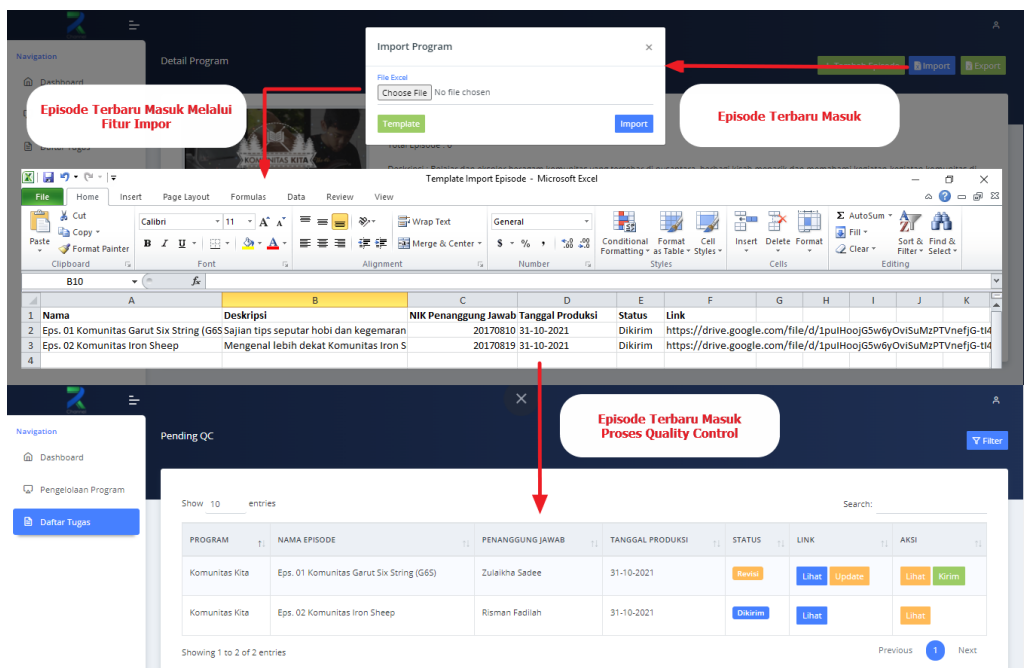 Navigation
Dashboard
Detail Program
Import Program
×
File Excel
Choose File No file chosen
Template
Import
Tambah Episode
Import
Export
Episode Terbaru Masuk Melalui
Fitur Impor
Episode Terbaru Masuk
Daftar Tugas
KOMUNITAS KITA
Total Episode : 6
Template Import Episode - Microsoft Excel
File Home Insert Page Layout Formulas Data Review View
Paste
Cut
Copy
Format Painter
Clipboard
Calibri 11
B I U
Font
Wrap Text
Merge & Center
Alignment
General
$ % ,
Number
Conditional Formatting
Format as Table
Cell Styles
Styles
Insert Delete Format
Cells
Σ AutoSum
Fill
Clear
Sort & Filter
Find & Select
Editing
B10 fx
A B C D E F G H I J K
1 Nama Deskripsi NIK Penanggung Jawab Tanggal Produksi Status Link
2 Eps. 01 Komunitas Garut Six String (G6S Sajian tips seputar hobi dan kegemaran 20170810 31-10-2021 Dikirim https://drive.google.com/file/d/1puIHoojG5w6yOviSuMzPTVnefjG-tI4
3 Eps. 02 Komunitas Iron Sheep Mengenal lebih dekat Komunitas Iron S 20170819 31-10-2021 Dikirim https://drive.google.com/file/d/1puIHoojG5w6yOviSuMzPTVnefjG-tI4
4
Episode Terbaru Masuk
Proses Quality Control
Navigation
Dashboard
Pengelolaan Program
Daftar Tugas
Pending QC
Filter
Show 10 entries
Search:
PROGRAM NAMA EPISODE PENANGGUNG JAWAB TANGGAL PRODUKSI STATUS LINK AKSI
Komunitas Kita Eps. 01 Komunitas Garut Six String (G6S) Zulaikha Sadee 31-10-2021 Revisi Lihat Update Lihat Kirim
Komunitas Kita Eps. 02 Komunitas Iron Sheep Risman Fadilah 31-10-2021 Dikirim Lihat Lihat
Showing 1 to 2 of 2 entries
Previous 1 Next